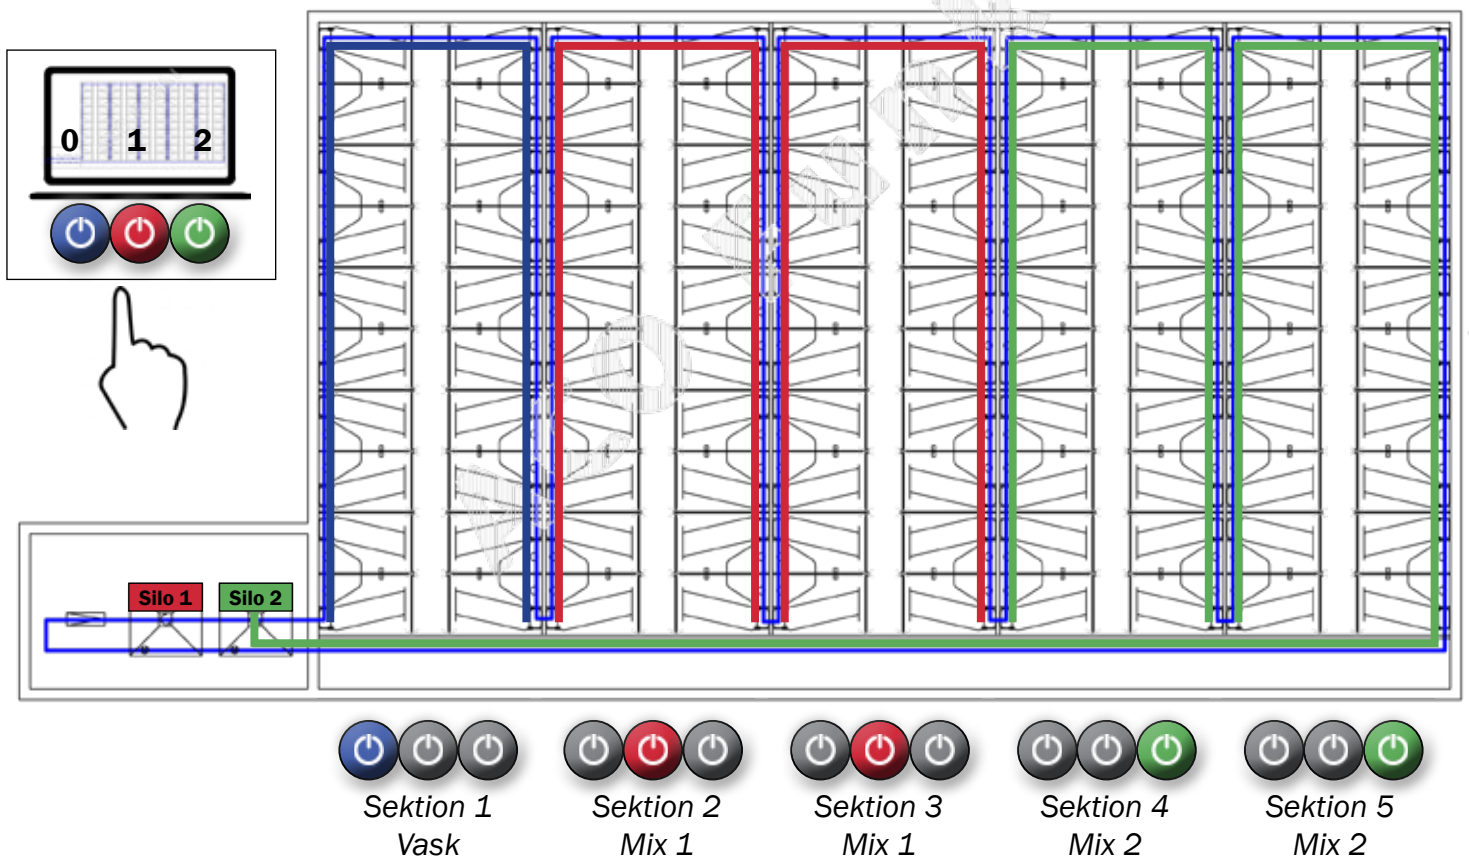 0 1 2
Silo 1
Silo 2
Sektion 1
Vask
Sektion 2
Mix 1
Sektion 3
Mix 1
Sektion 4
Mix 2
Sektion 5
Mix 2